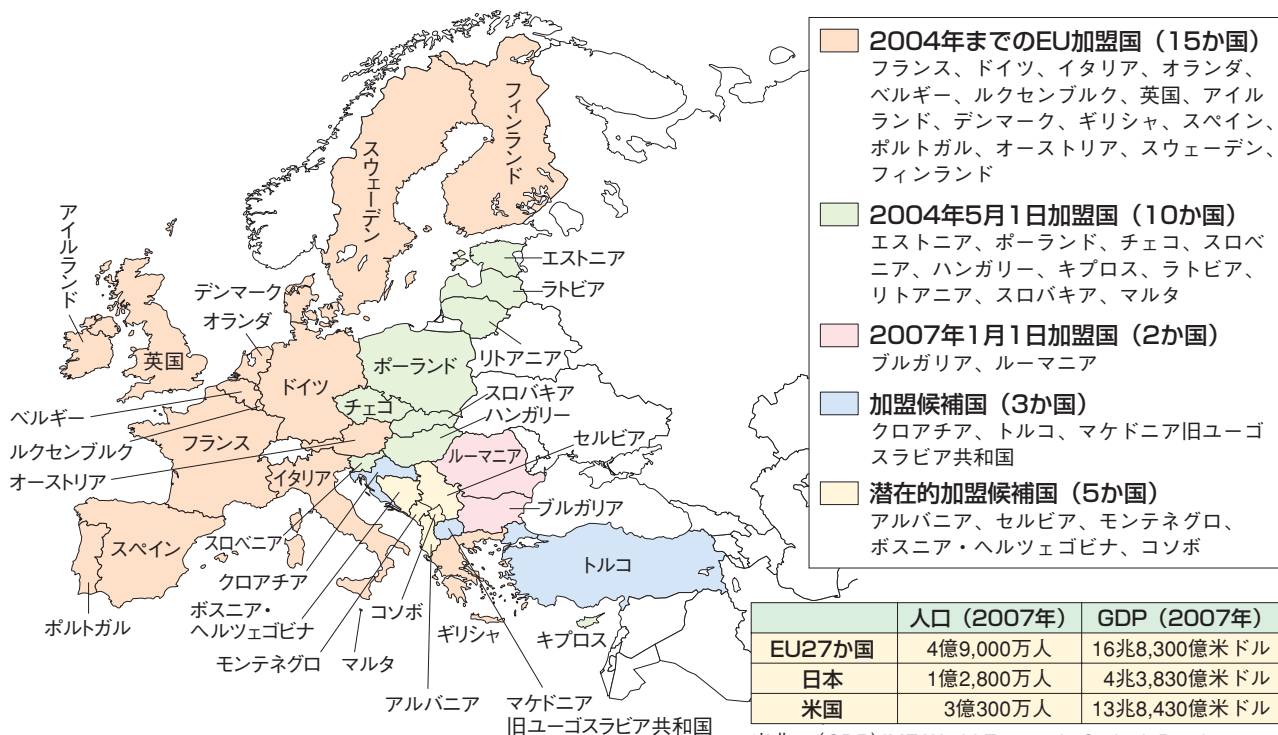 2004年までのEU加盟国（15か国）
フランス、ドイツ、イタリア、オランダ、
ベルギー、ルクセンブルク、英国、アイル
ランド、デンマーク、ギリシャ、スペイン、
ポルトガル、オーストリア、スウェーデン、
フィンランド
2004年5月1日加盟国（10か国）
エストニア、ポーランド、チェコ、スロベ
ニア、ハンガリー、キプロス、ラトビア、
リトアニア、スロバキア、マルタ
2007年1月1日加盟国（2か国）
ブルガリア、ルーマニア
加盟候補国（3か国）
クロアチア、トルコ、マケドニア旧ユーゴ
スラビア共和国
潜在的加盟候補国（5か国）
アルバニア、セルビア、モンテネグロ、
ボスニア・ヘルツェゴビナ、コソボ
フィンランド
スウェーデン
アイルランド
エストニア
ラトビア
デンマーク
オランダ
英国
リトアニア
ポーランド
ドイツ
スロバキア
チェコ
ハンガリー
ベルギー
セルビア
フランス
ルクセンブルク
ルーマニア
オーストリア
イタリア
ブルガリア
スペイン
スロベニア
トルコ
クロアチア
ボスニア・
ヘルツェゴビナ
コソボ
ポルトガル
ギリシャ
キプロス
モンテネグロ
マルタ
アルバニア
マケドニア
旧ユーゴスラビア共和国
人口（2007年） GDP（2007年）
EU27か国 4億9,000万人 16兆8,300億米ドル
日本 1億2,800万人 4兆3,830億米ドル
米国 3億300万人 13兆8,430億米ドル